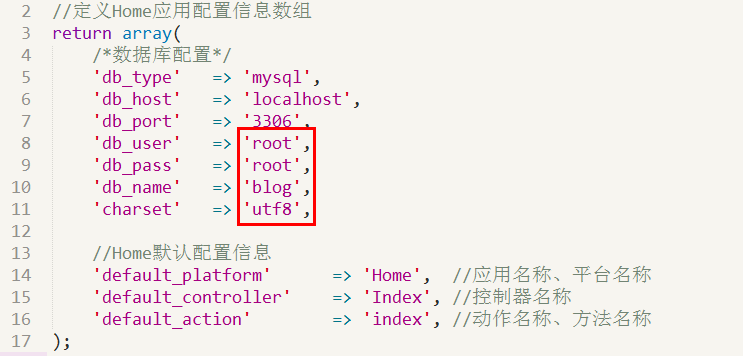 2 //定义Home应用配置信息数组
3 return array(
4 /*数据库配置*/
5 'db_type' => 'mysql',
6 'db_host' => 'localhost',
7 'db_port' => '3306',
8 'db_user' => 'root',
9 'db_pass' => 'root',
10 'db_name' => 'blog',
11 'charset' => 'utf8',
12
13 //Home默认配置信息
14 'default_platform' => 'Home', //应用名称、平台名称
15 'default_controller' => 'Index', //控制器名称
16 'default_action' => 'index', //动作名称、方法名称
17 );